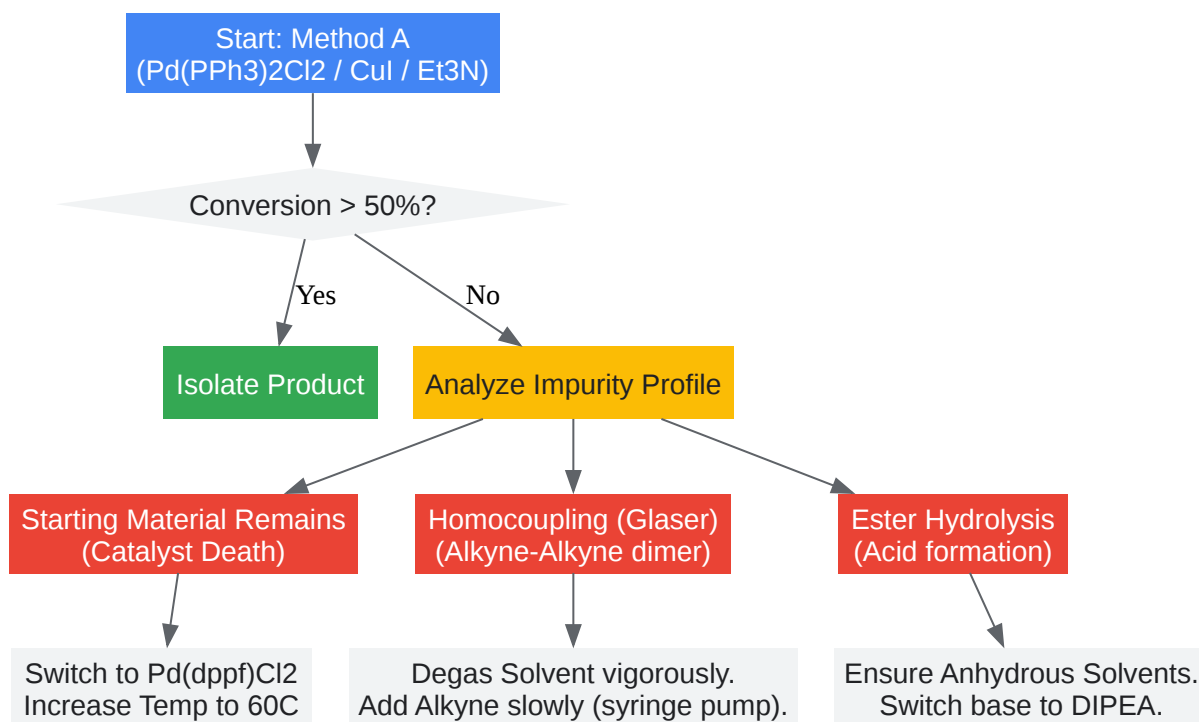 Start: Method A
(Pd(PPh3)2Cl2 / CuI / Et3N)
Conversion > 50%?
Yes
No
Isolate Product
Analyze Impurity Profile
Starting Material Remains
(Catalyst Death)
Homocoupling (Glaser)
(Alkyne-Alkyne dimer)
Ester Hydrolysis
(Acid formation)
Switch to Pd(dppf)Cl2
Increase Temp to 60C
Degas Solvent vigorously.
Add Alkyne slowly (syringe pump).
Ensure Anhydrous Solvents.
Switch base to DIPEA.